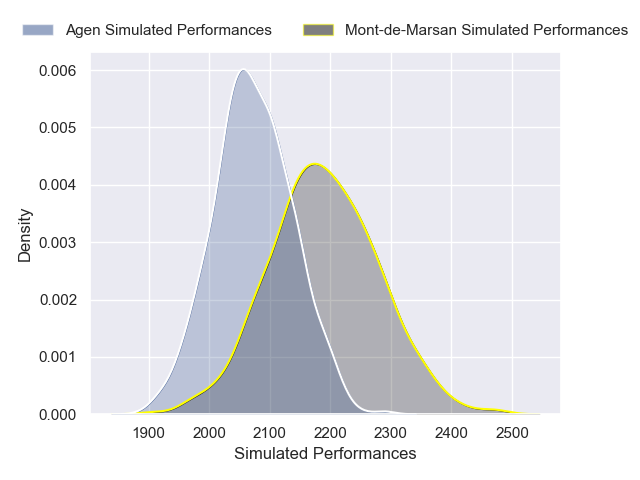 Agen Simulated Performances
Mont-de-Marsan Simulated Performances
0.006
0.005
0.004
0.003
0.002
0.001
0.000
Density
1900 2000 2100 2200 2300 2400 2500
Simulated Performances